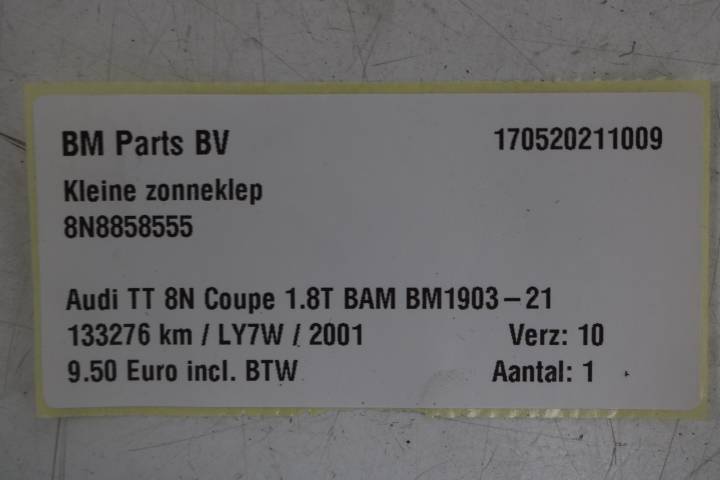 BM Parts BV 170520211009
Kleine zonneklep
8N8858555
Audi TT 8N Coupe 1.8T BAM BM1903-21
133276 km / LY7W / 2001 Verz: 10
9.50 Euro incl. BTW Aantal: 1